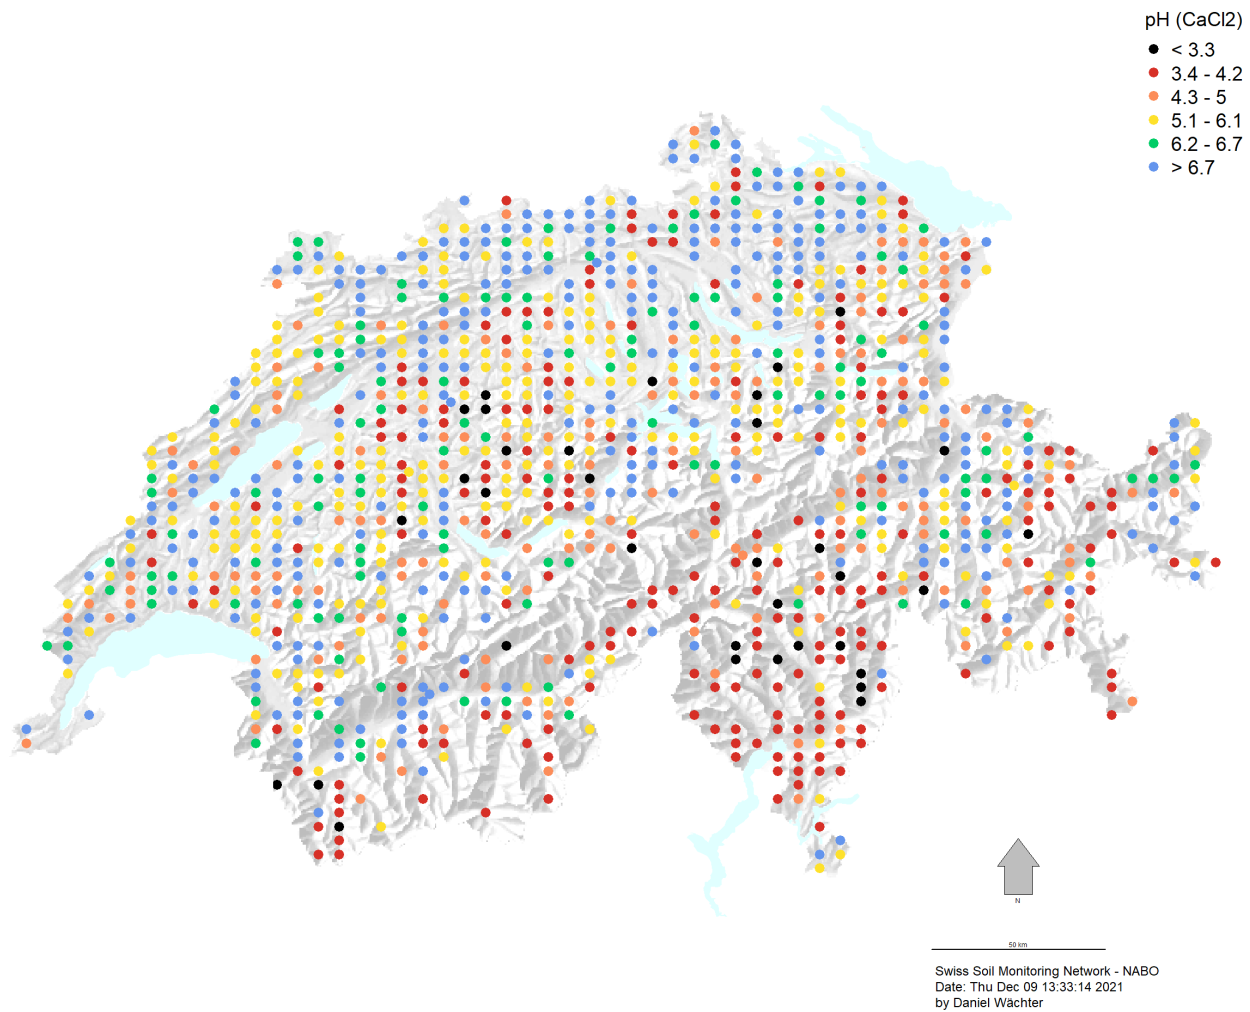 pH (CaCl2)
< 3.3
3.4 - 4.2
4.3 - 5
5.1 - 6.1
6.2 - 6.7
> 6.7
N
50 km
Swiss Soil Monitoring Network - NABO
Date: Thu Dec 09 13:33:14 2021
by Daniel Wächter